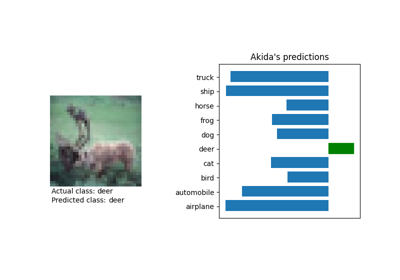 Akida's predictions
truck
ship
horse
frog
dog
deer
cat
bird
automobile
airplane
Actual class: deer
Predicted class: deer